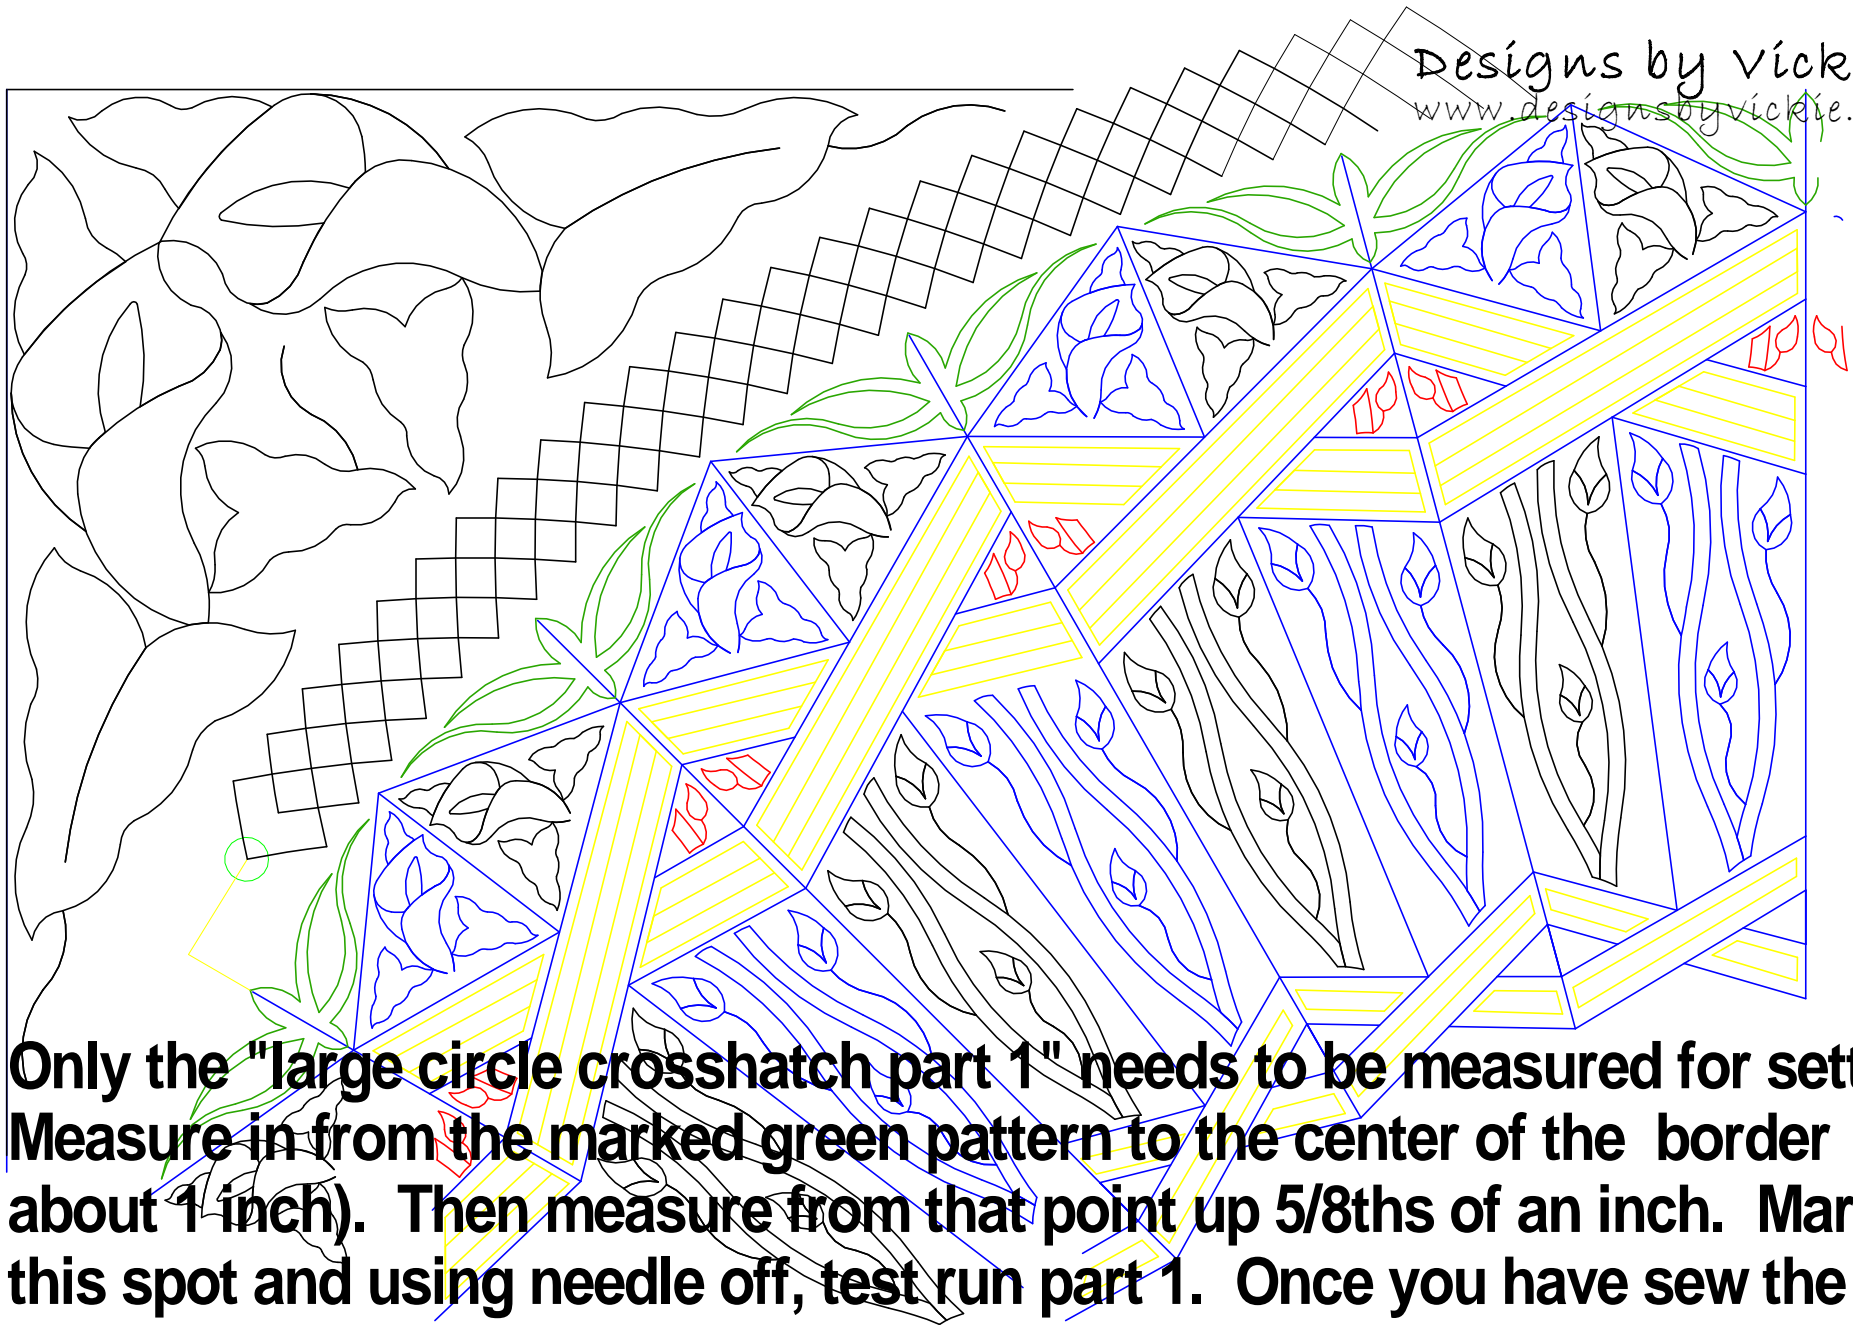 Designs by Vick
www.designsbyvickie.
Only the "large circle crosshatch part 1" needs to be measured for sett
Measure in from the marked green pattern to the center of the border
about 1 inch). Then measure from that point up 5/8ths of an inch. Mar
this spot and using needle off, test run part 1. Once you have sew the